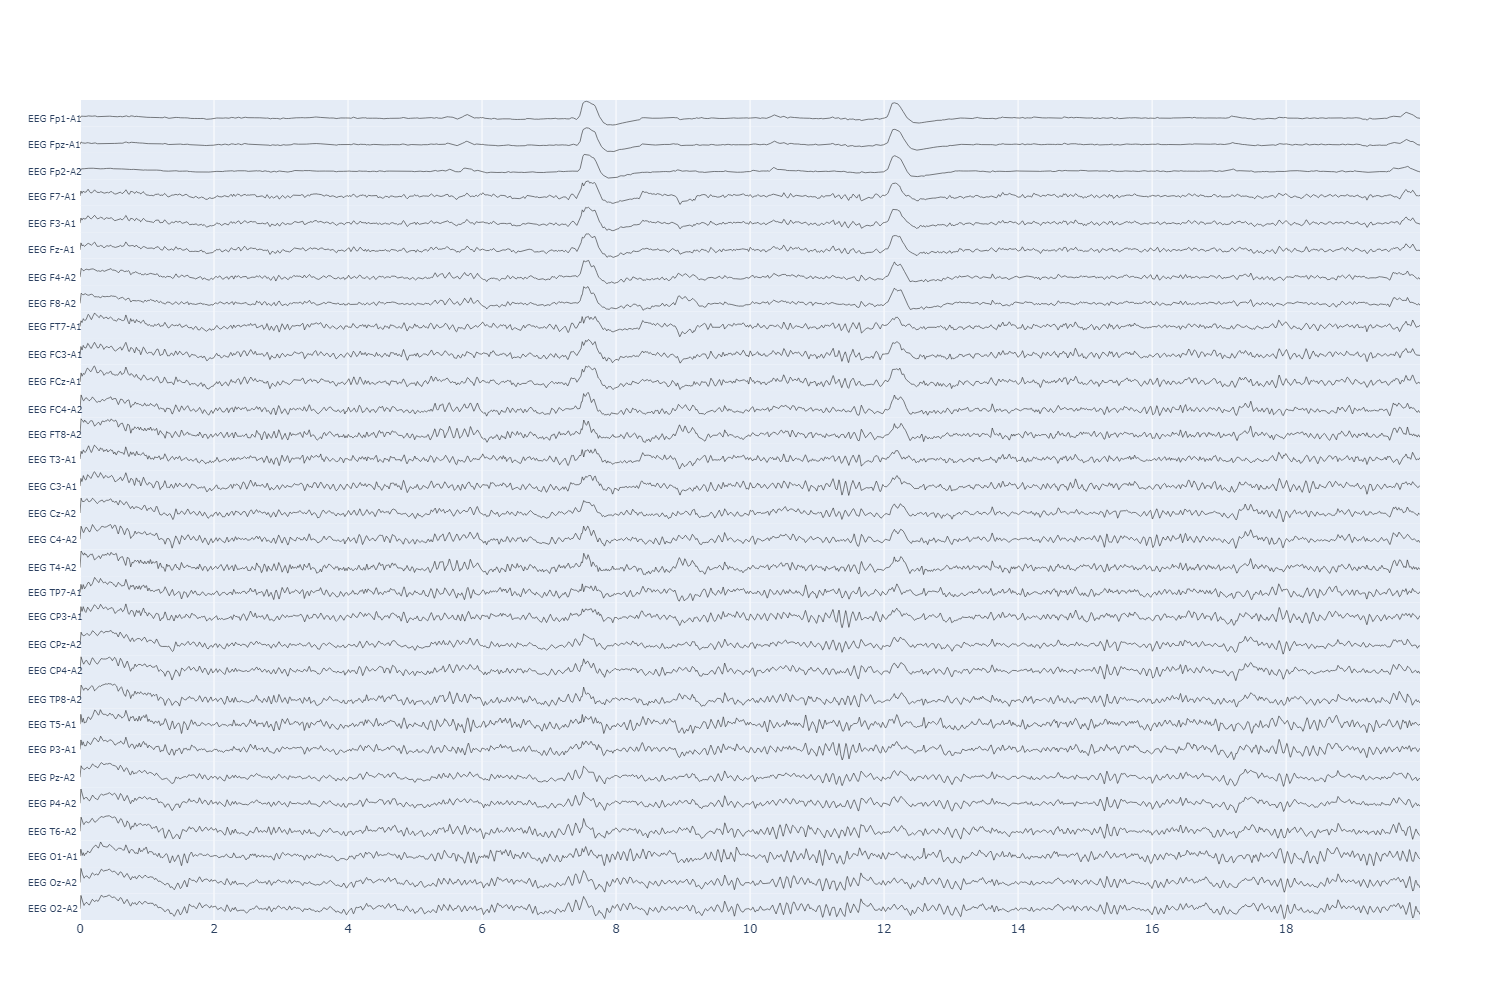 EEG Fp1-A1
EEG Fpz-A1
EEG Fp2-A2
EEG F7-A1
EEG F3-A1
EEG Fz-A1
EEG F4-A2
EEG F8-A2
EEG FT7-A1
EEG FC3-A1
EEG FCz-A1
EEG FC4-A2
EEG FT8-A2
EEG T3-A1
EEG C3-A1
EEG Cz-A2
EEG C4-A2
EEG T4-A2
EEG TP7-A1
EEG CP3-A1
EEG CPz-A2
EEG CP4-A2
EEG TP8-A2
EEG T5-A1
EEG P3-A1
EEG Pz-A2
EEG P4-A2
EEG T6-A2
EEG O1-A1
EEG Oz-A2
EEG O2-A2
0 2 4 6 8 10 12 14 16 18